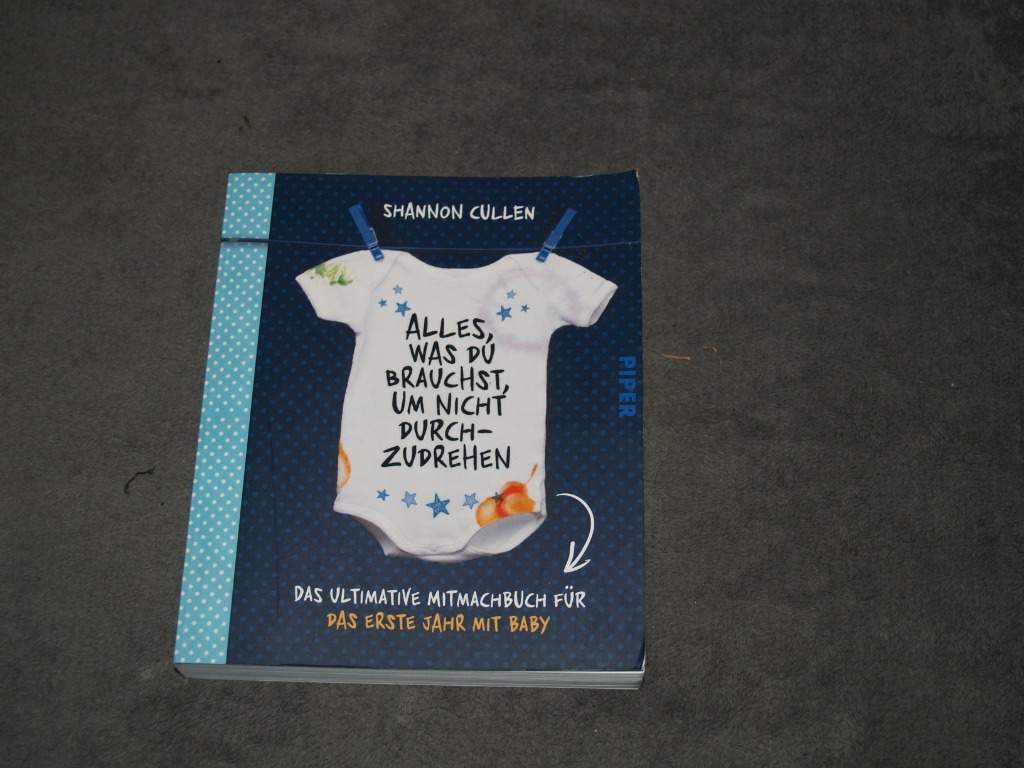 SHANNON CULLEN
ALLES,
WAS DU
BRAUCHST,
UM NICHT
DURCH-
ZUDREHEN
PIPER
DAS ULTIMATIVE MITMACHBUCH FÜR
DAS ERSTE JAHR MIT BABY